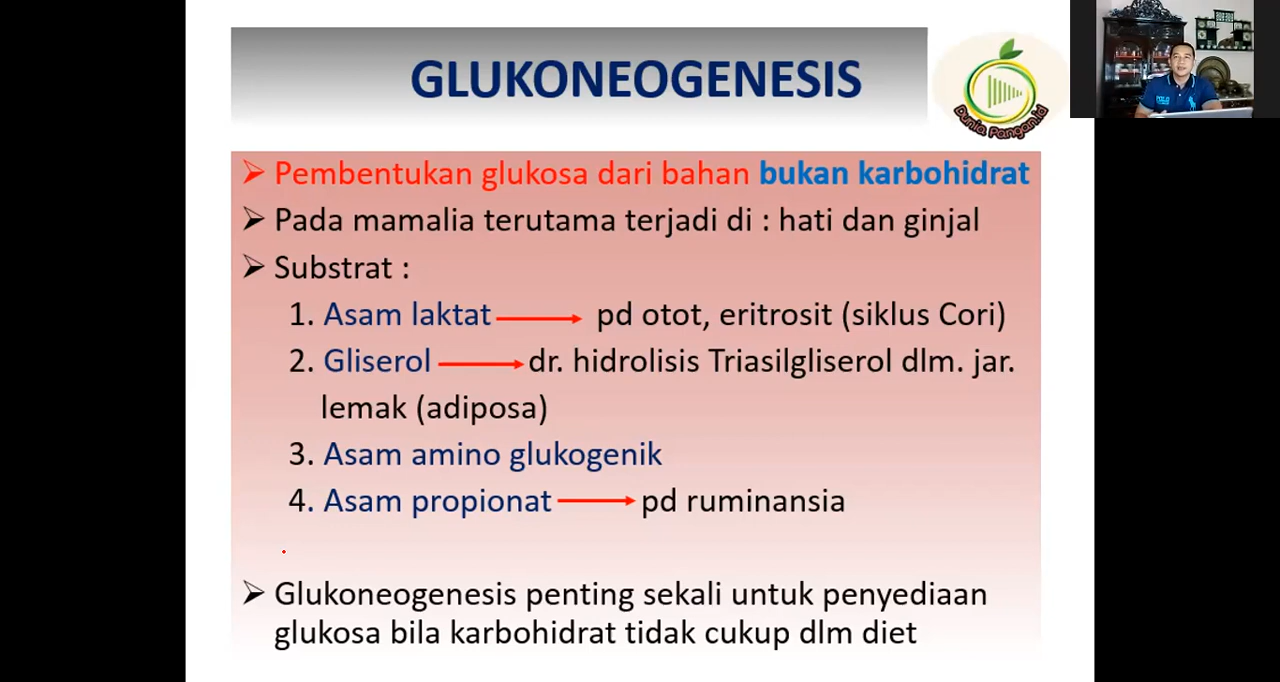 GLUKONEOGENESIS
Dunia Pangan.id
POLO
➢ Pembentukan glukosa dari bahan bukan karbohidrat
➢ Pada mamalia terutama terjadi di : hati dan ginjal
➢ Substrat :
1. Asam laktat → pd otot, eritrosit (siklus Cori)
2. Gliserol → dr. hidrolisis Triasilgliserol dlm. jar.
lemak (adiposa)
3. Asam amino glukogenik
4. Asam propionat → pd ruminansia
➢ Glukoneogenesis penting sekali untuk penyediaan
glukosa bila karbohidrat tidak cukup dlm diet